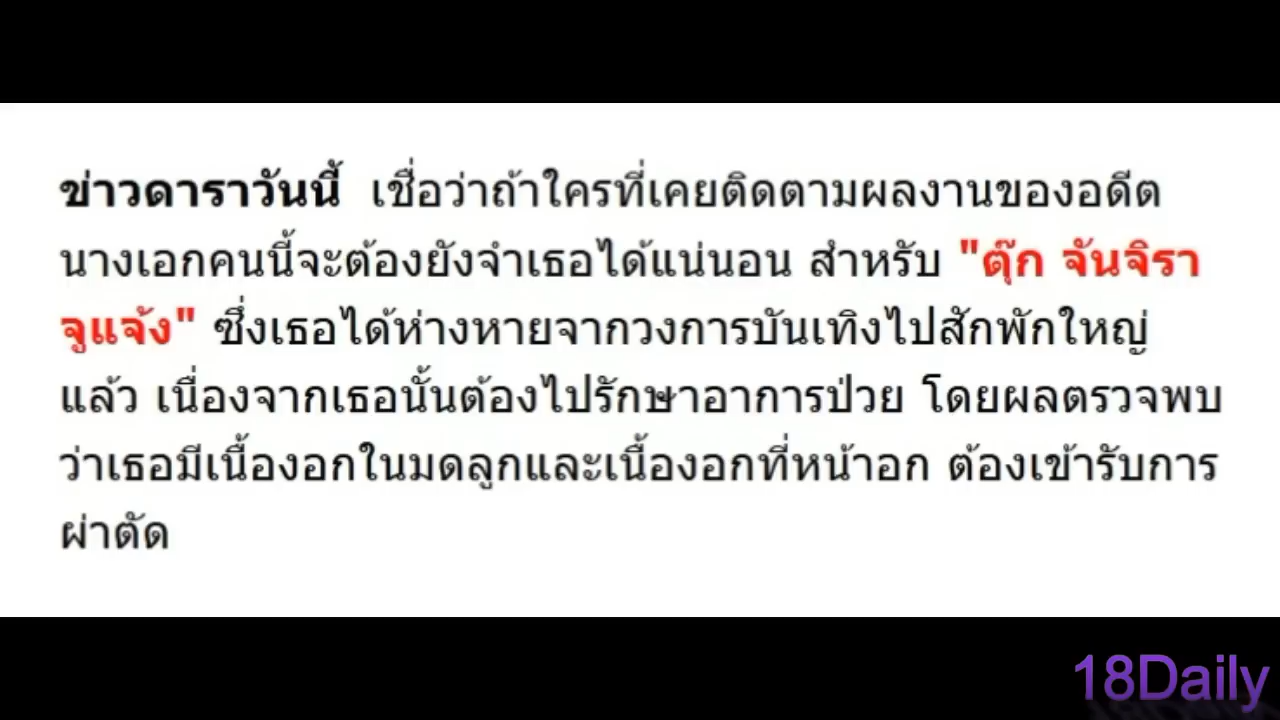 ข่าวดาราวันนี้ เชื่อว่าถ้าใครที่เคยติดตามผลงานของอดีต
นางเอกคนนี้จะต้องยังจำเธอได้แน่นอน สำหรับ "ตุ๊ก จันจิรา
จูแจ้ง" ซึ่งเธอได้ห่างหายจากวงการบันเทิงไปสักพักใหญ่
แล้ว เนื่องจากเธอนั้นต้องไปรักษาอาการป่วย โดยผลตรวจพบ
ว่าเธอมีเนื้องอกในมดลูกและเนื้องอกที่หน้าอก ต้องเข้ารับการ
ผ่าตัด
18Daily